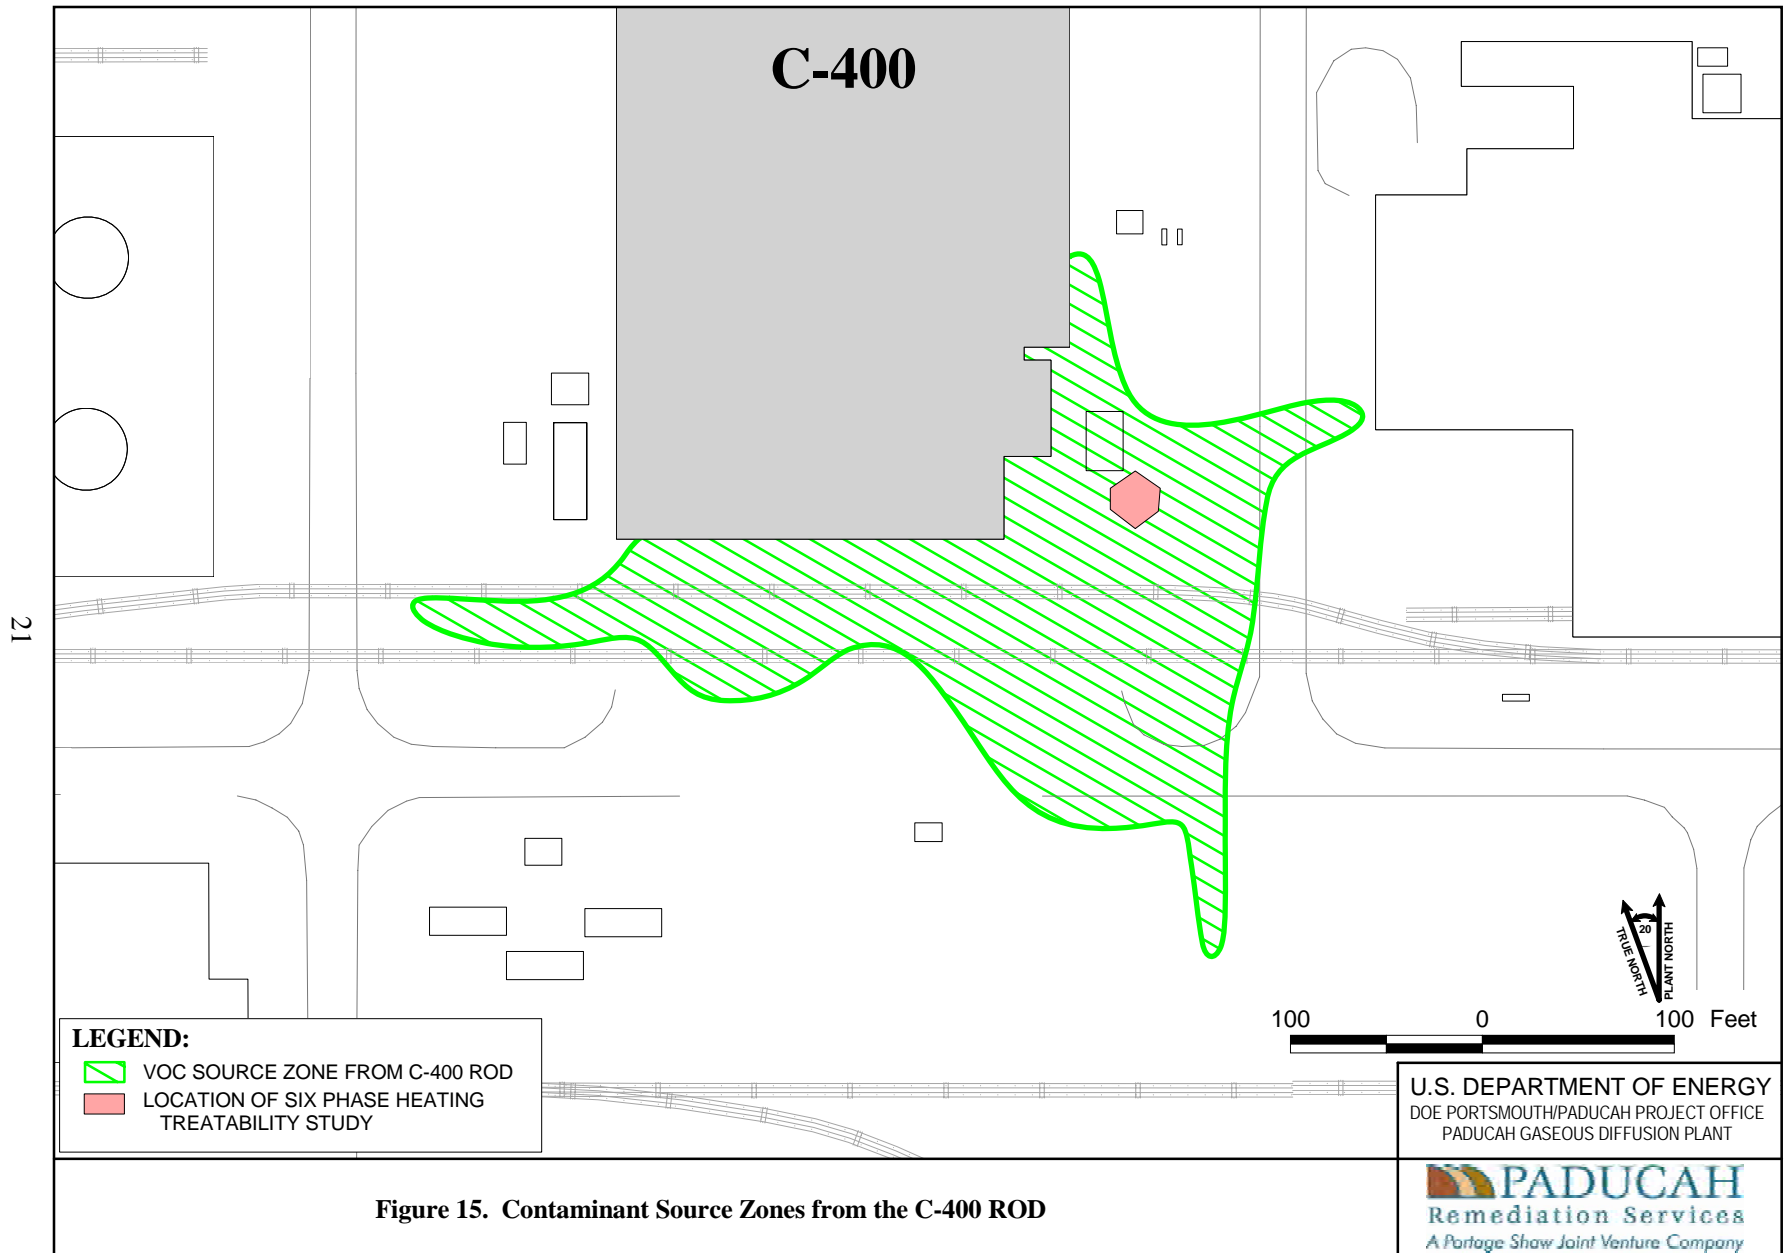 C-400
21
20
TRUE NORTH
PLANT NORTH
100 0 100 Feet
LEGEND:
VOC SOURCE ZONE FROM C-400 ROD
LOCATION OF SIX PHASE HEATING
TREATABILITY STUDY
U.S. DEPARTMENT OF ENERGY
DOE PORTSMOUTH/PADUCAH PROJECT OFFICE
PADUCAH GASEOUS DIFFUSION PLANT
Figure 15. Contaminant Source Zones from the C-400 ROD
PADUCAH
Remediation Services
A Portage Shaw Joint Venture Company